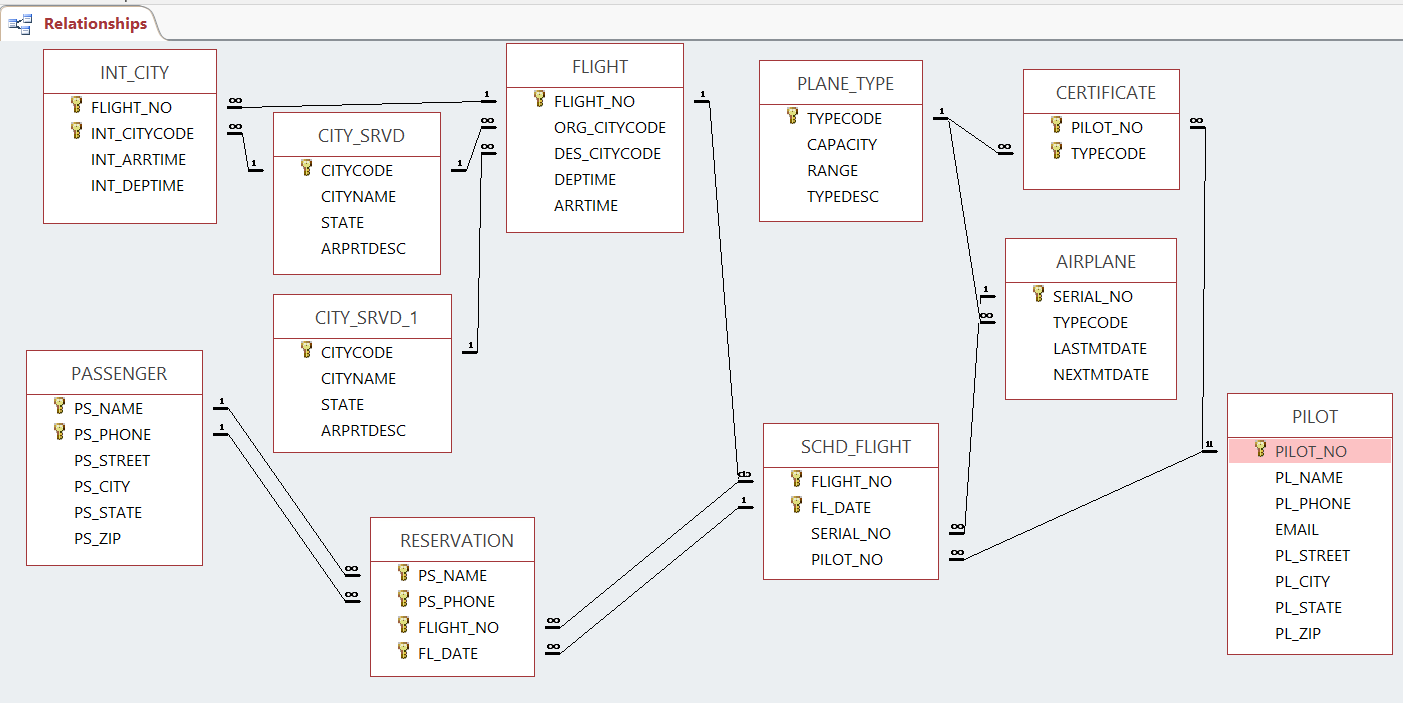 Relationships
INT_CITY
FLIGHT_NO
INT_CITYCODE
INT_ARRTIME
INT_DEPTIME
CITY_SRVD
CITYCODE
CITYNAME
STATE
ARPRTDESC
CITY_SRVD_1
CITYCODE
CITYNAME
STATE
ARPRTDESC
FLIGHT
FLIGHT_NO
ORG_CITYCODE
DES_CITYCODE
DEPTIME
ARRTIME
PLANE_TYPE
TYPECODE
CAPACITY
RANGE
TYPEDESC
CERTIFICATE
PILOT_NO
TYPECODE
AIRPLANE
SERIAL_NO
TYPECODE
LASTMTDATE
NEXTMTDATE
PASSENGER
PS_NAME
PS_PHONE
PS_STREET
PS_CITY
PS_STATE
PS_ZIP
RESERVATION
PS_NAME
PS_PHONE
FLIGHT_NO
FL_DATE
SCHD_FLIGHT
FLIGHT_NO
FL_DATE
SERIAL_NO
PILOT_NO
PILOT
PILOT_NO
PL_NAME
PL_PHONE
EMAIL
PL_STREET
PL_CITY
PL_STATE
PL_ZIP